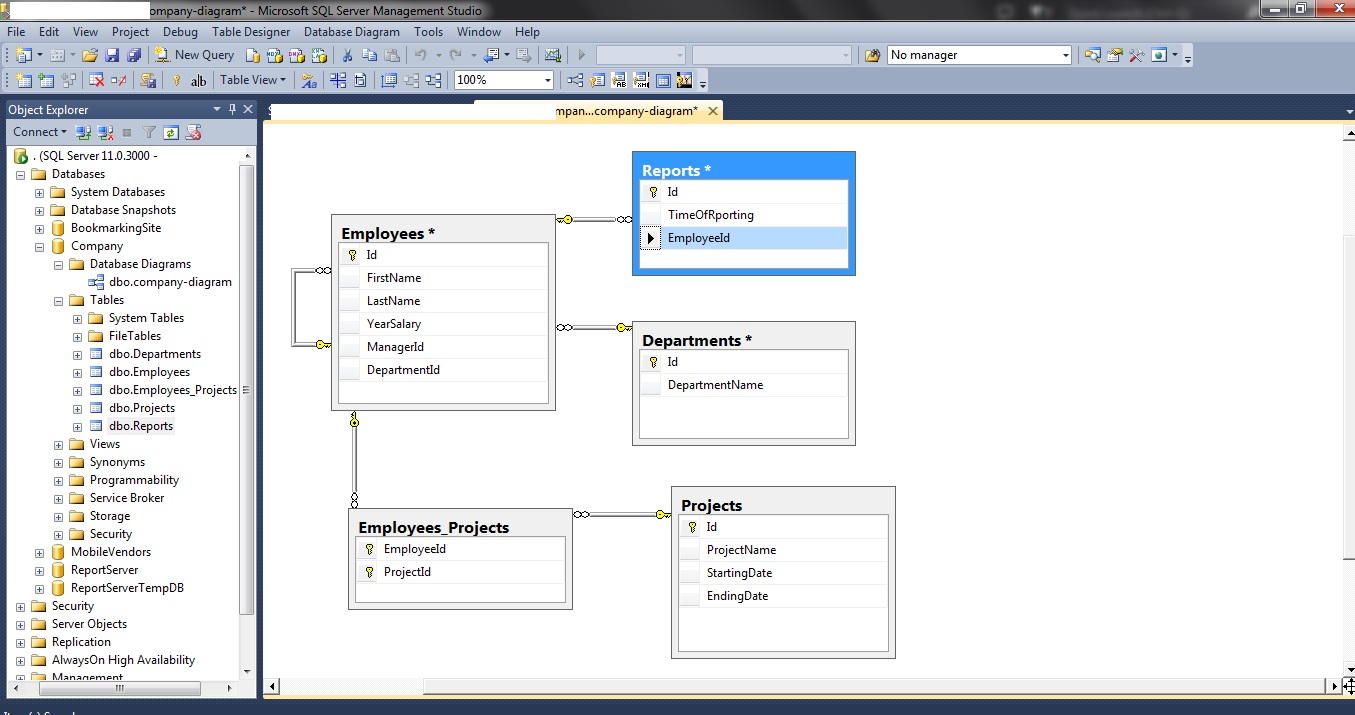 ompany-diagram* - Microsoft SQL Server Management Studio
File Edit View Project Debug Table Designer Database Diagram Tools Window Help
New Query No manager
Table View 100%
Object Explorer
mpan...company-diagram*
Connect
. (SQL Server 11.0.3000 -
Databases
System Databases
Database Snapshots
BookmarkingSite
Company
Database Diagrams
dbo.company-diagram
Tables
System Tables
FileTables
dbo.Departments
dbo.Employees
dbo.Employees_Projects
dbo.Projects
dbo.Reports
Views
Synonyms
Programmability
Service Broker
Storage
Security
MobileVendors
ReportServer
ReportServerTempDB
Security
Server Objects
Replication
AlwaysOn High Availability
Management
Reports *
Id
TimeOfRporting
EmployeeId
Employees *
Id
FirstName
LastName
YearSalary
ManagerId
DepartmentId
Departments *
Id
DepartmentName
Employees_Projects
EmployeeId
ProjectId
Projects
Id
ProjectName
StartingDate
EndingDate